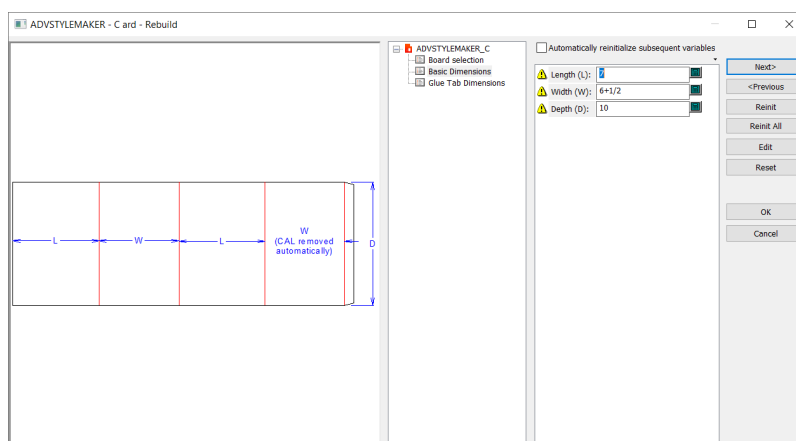 ADVSTYLEMAKER - C ard - Rebuild
ADVSTYLEMAKER_C
Board selection
Basic Dimensions
Glue Tab Dimensions
Automatically reinitialize subsequent variables
Length (L): 7
Width (W): 6+1/2
Depth (D): 10
Next>
<Previous
Reinit
Reinit All
Edit
Reset
OK
Cancel
L
W
L
W
(CAL removed
automatically)
D